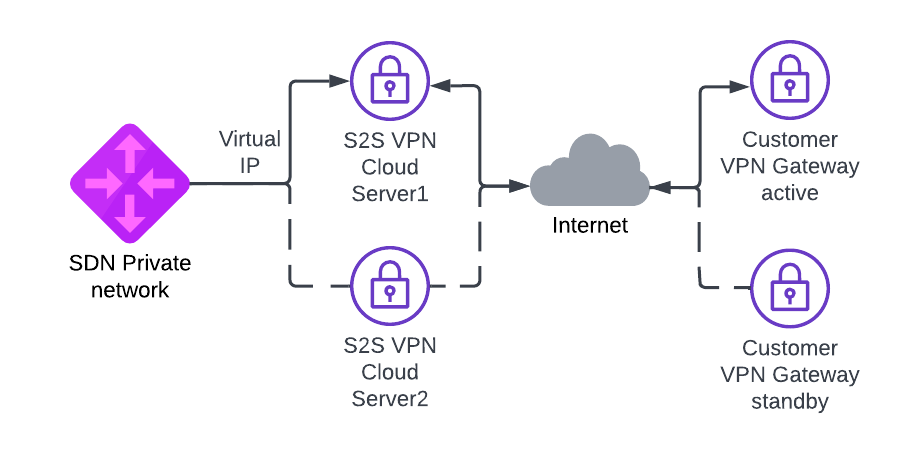 Virtual
IP
SDN Private
network
S2S VPN
Cloud
Server1
S2S VPN
Cloud
Server2
Internet
Customer
VPN Gateway
active
Customer
VPN Gateway
standby